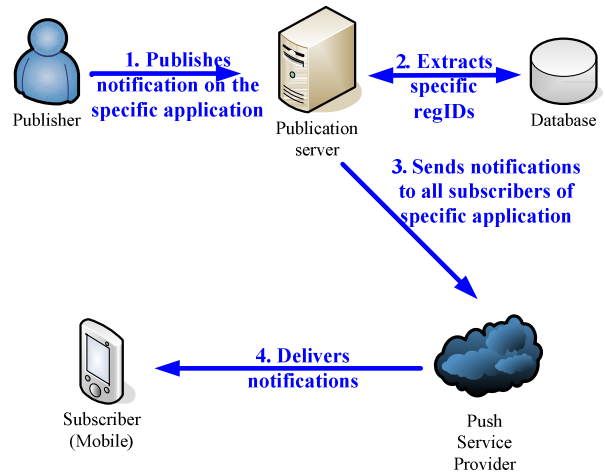 1. Publishes
notification on the
specific application
Publisher
Publication
server
2. Extracts
specific
regIDs
Database
3. Sends notifications
to all subscribers of
specific application
4. Delivers
notifications
Subscriber
(Mobile)
Push
Service
Provider